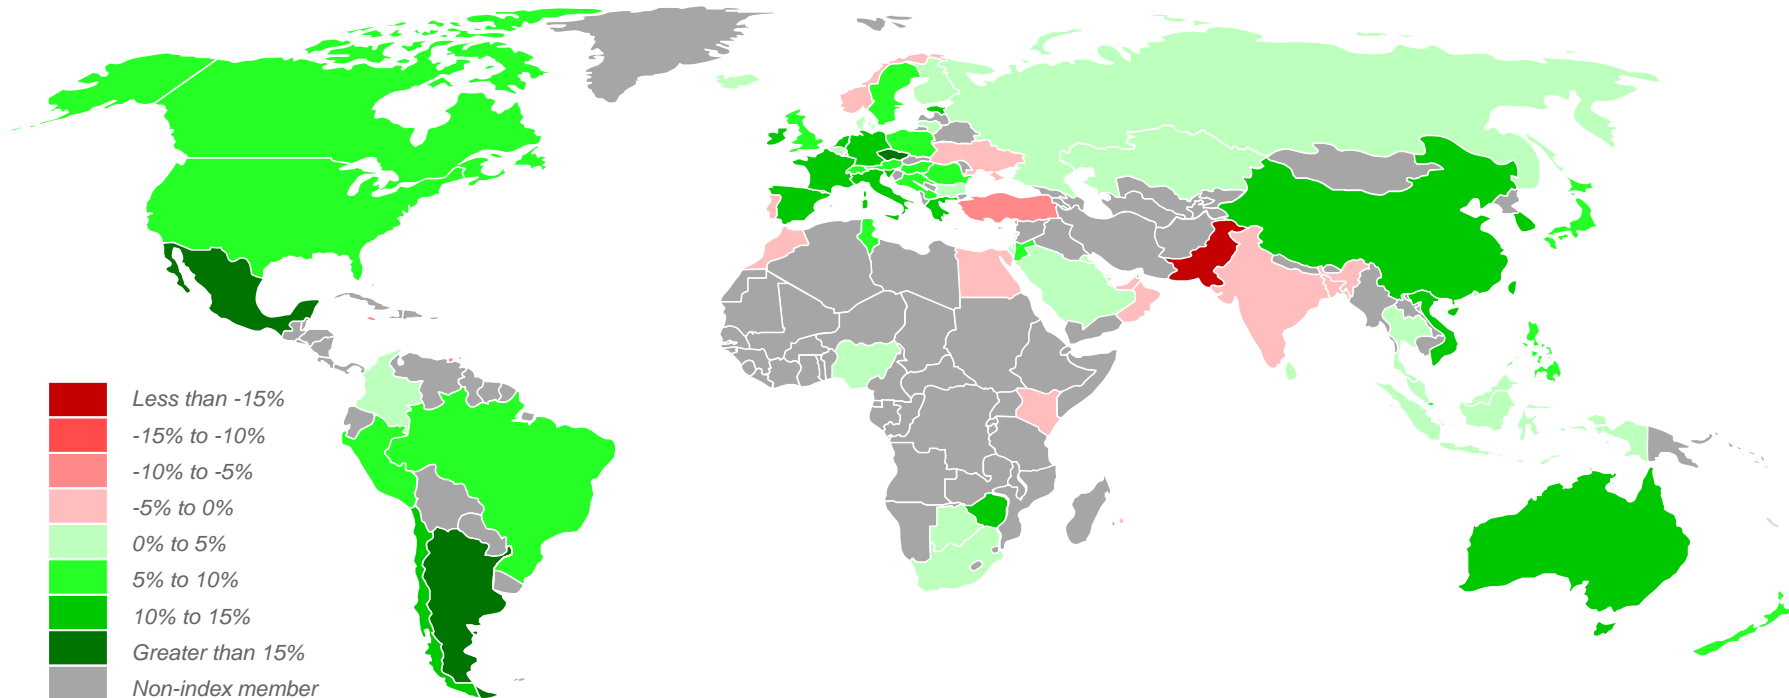 Less than -15%
-15% to -10%
-10% to -5%
-5% to 0%
0% to 5%
5% to 10%
10% to 15%
Greater than 15%
Non-index member